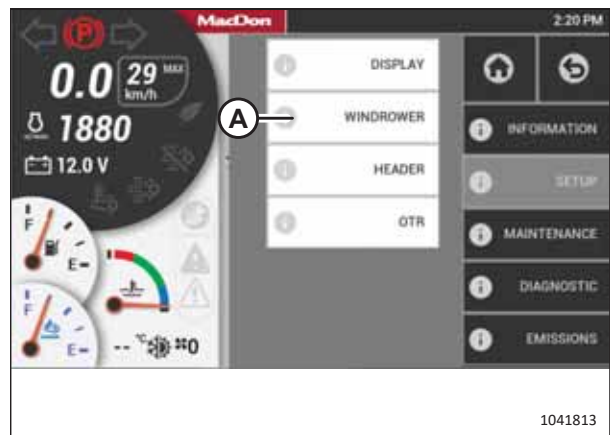 MacDon
2:20 PM
P
0.0 29 MAX
km/h
1880
12.0 V
F
E
F
E
-- °C 0
A
DISPLAY
WINDROWER
HEADER
OTR
INFORMATION
SETUP
MAINTENANCE
DIAGNOSTIC
EMISSIONS
1041813